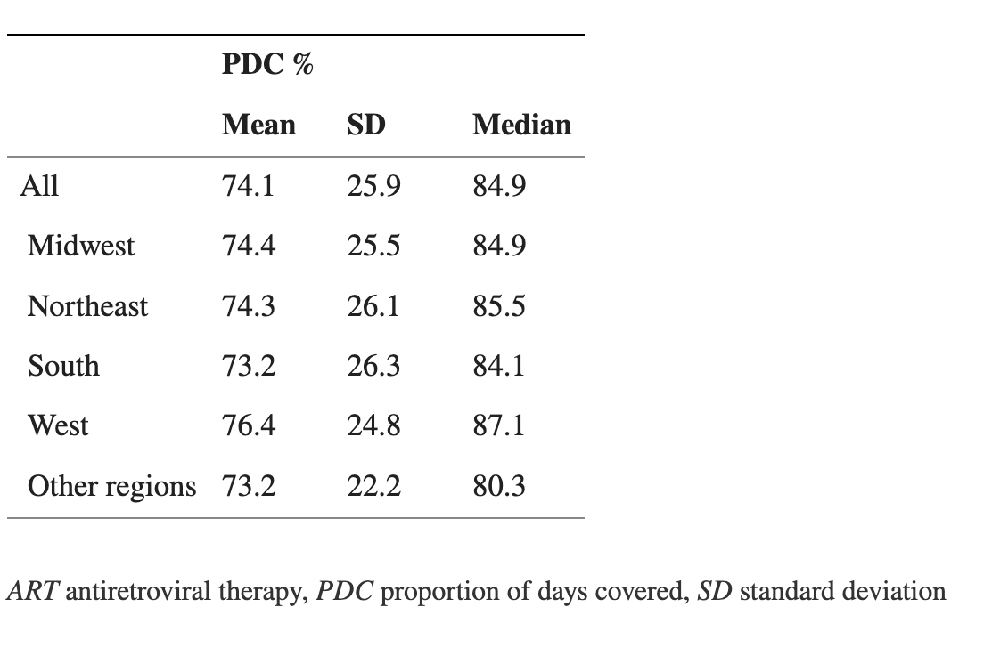 PDC %
Mean SD Median
All 74.1 25.9 84.9
Midwest 74.4 25.5 84.9
Northeast 74.3 26.1 85.5
South 73.2 26.3 84.1
West 76.4 24.8 87.1
Other regions 73.2 22.2 80.3
ART antiretroviral therapy, PDC proportion of days covered, SD standard deviation